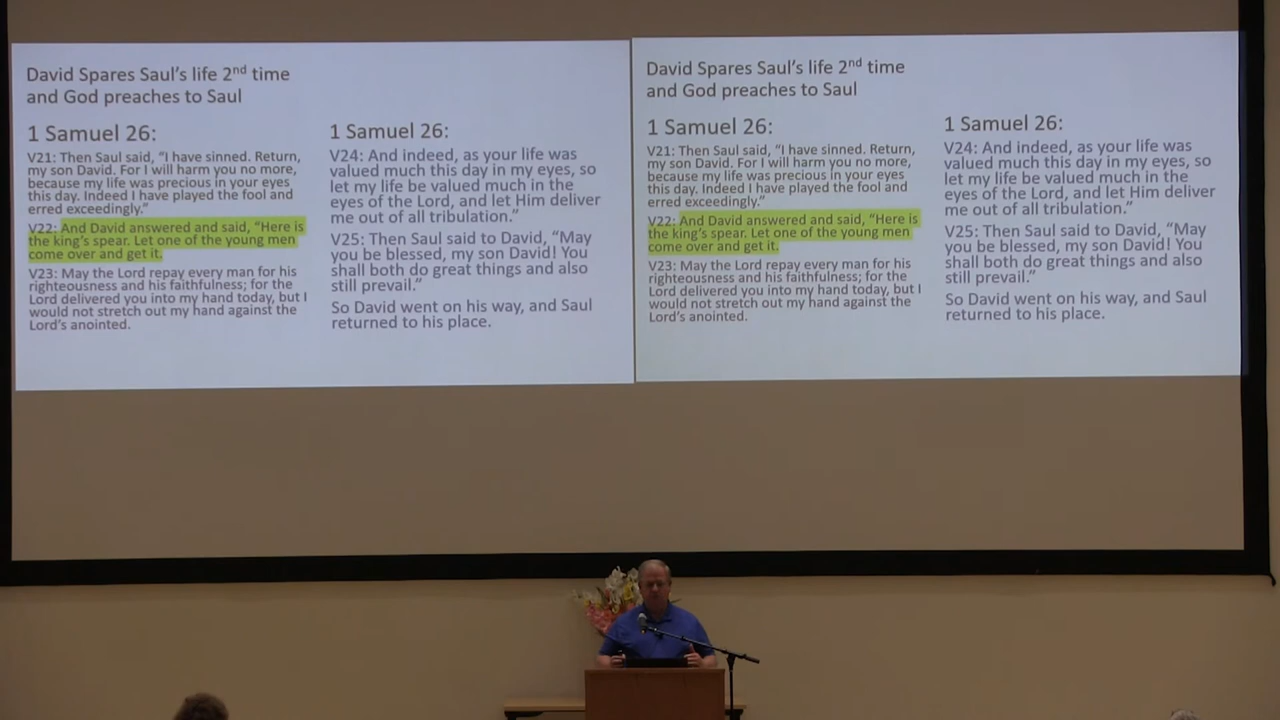 David Spares Saul's life 2nd time
and God preaches to Saul
1 Samuel 26:
V21: Then Saul said, "I have sinned. Return,
my son David. For I will harm you no more,
because my life was precious in your eyes
this day. Indeed I have played the fool and
erred exceedingly."
V22: And David answered and said, "Here is
the king's spear. Let one of the young men
come over and get it.
V23: May the Lord repay every man for his
righteousness and his faithfulness; for the
Lord delivered you into my hand today, but I
would not stretch out my hand against the
Lord's anointed.
1 Samuel 26:
V24: And indeed, as your life was
valued much this day in my eyes, so
let my life be valued much in the
eyes of the Lord, and let Him deliver
me out of all tribulation."
V25: Then Saul said to David, "May
you be blessed, my son David! You
shall both do great things and also
still prevail."
So David went on his way, and Saul
returned to his place.
David Spares Saul's life 2nd time
and God preaches to Saul
1 Samuel 26:
V21: Then Saul said, "I have sinned. Return,
my son David. For I will harm you no more,
because my life was precious in your eyes
this day. Indeed I have played the fool and
erred exceedingly."
V22: And David answered and said, "Here is
the king's spear. Let one of the young men
come over and get it.
V23: May the Lord repay every man for his
righteousness and his faithfulness; for the
Lord delivered you into my hand today, but I
would not stretch out my hand against the
Lord's anointed.
1 Samuel 26:
V24: And indeed, as your life was
valued much this day in my eyes, so
let my life be valued much in the
eyes of the Lord, and let Him deliver
me out of all tribulation."
V25: Then Saul said to David, "May
you be blessed, my son David! You
shall both do great things and also
still prevail."
So David went on his way, and Saul
returned to his place.